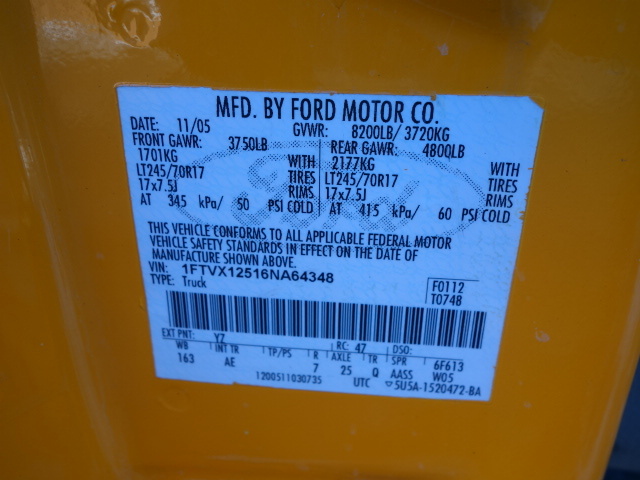 MFD. BY FORD MOTOR CO.
DATE: 11/05 GVWR: 8200LB/ 3720KG
FRONT GAWR: 3750LB REAR GAWR: 4800LB
1701KG WITH 2177KG WITH
LT245/70R17 TIRES LT245/70R17 TIRES
17x7.5J RIMS 17x7.5J RIMS
AT 345 kPa/ 50 PSI COLD AT 415 kPa/ 60 PSI COLD
THIS VEHICLE CONFORMS TO ALL APPLICABLE FEDERAL MOTOR
VEHICLE SAFETY STANDARDS IN EFFECT ON THE DATE OF
MANUFACTURE SHOWN ABOVE.
VIN: 1FTVX12516NA64348
TYPE: Truck
F0112
T0748
EXT PNT: Y7 RC: 47 DSO:
WB INT TR TP/PS R AXLE TR SPR 6F613
163 AE 7 25 Q AASS W05
1200511030735 UTC ▽5U5A-1520472-BA